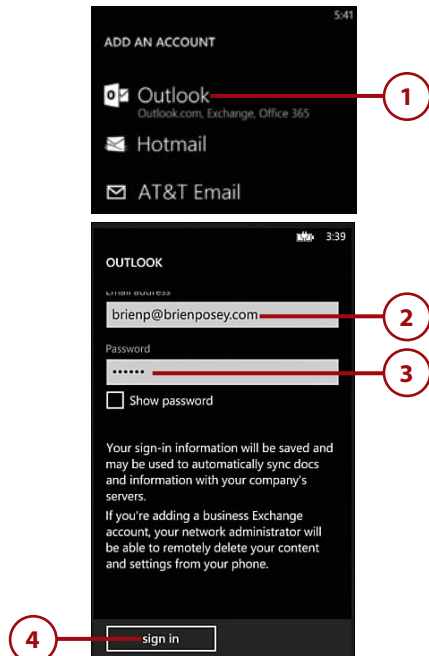 5:41
ADD AN ACCOUNT
Outlook
Outlook.com, Exchange, Office 365
1
Hotmail
AT&T Email
3:39
OUTLOOK
Email address
brienp@brienposey.com
2
Password
••••••
3
Show password
Your sign-in information will be saved and
may be used to automatically sync docs
and information with your company's
servers.
If you're adding a business Exchange
account, your network administrator will
be able to remotely delete your content
and settings from your phone.
4
sign in